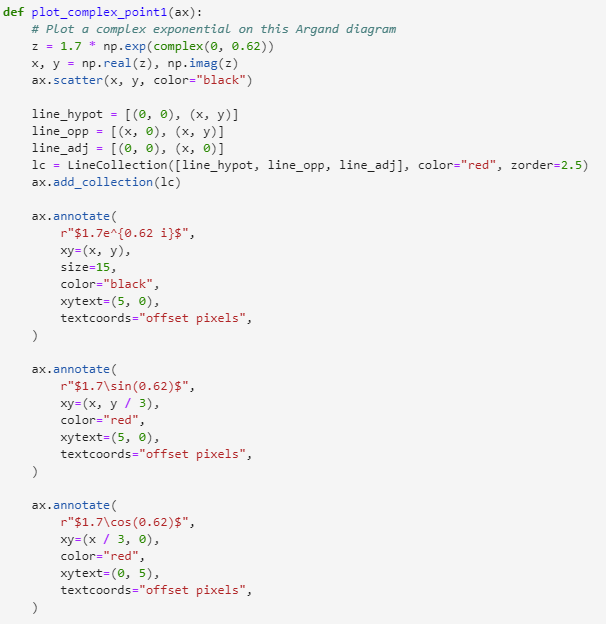 def plot_complex_point1(ax):
    # Plot a complex exponential on this Argand diagram
    z = 1.7 * np.exp(complex(0, 0.62))
    x, y = np.real(z), np.imag(z)
    ax.scatter(x, y, color="black")

    line_hypot = [(0, 0), (x, y)]
    line_opp = [(x, 0), (x, y)]
    line_adj = [(0, 0), (x, 0)]
    lc = LineCollection([line_hypot, line_opp, line_adj], color="red", zorder=2.5)
    ax.add_collection(lc)

    ax.annotate(
        r"$1.7e^{0.62 i}$",
        xy=(x, y),
        size=15,
        color="black",
        xytext=(5, 0),
        textcoords="offset pixels",
    )

    ax.annotate(
        r"$1.7\sin(0.62)$",
        xy=(x, y / 3),
        color="red",
        xytext=(5, 0),
        textcoords="offset pixels",
    )

    ax.annotate(
        r"$1.7\cos(0.62)$",
        xy=(x / 3, 0),
        color="red",
        xytext=(0, 5),
        textcoords="offset pixels",
    )